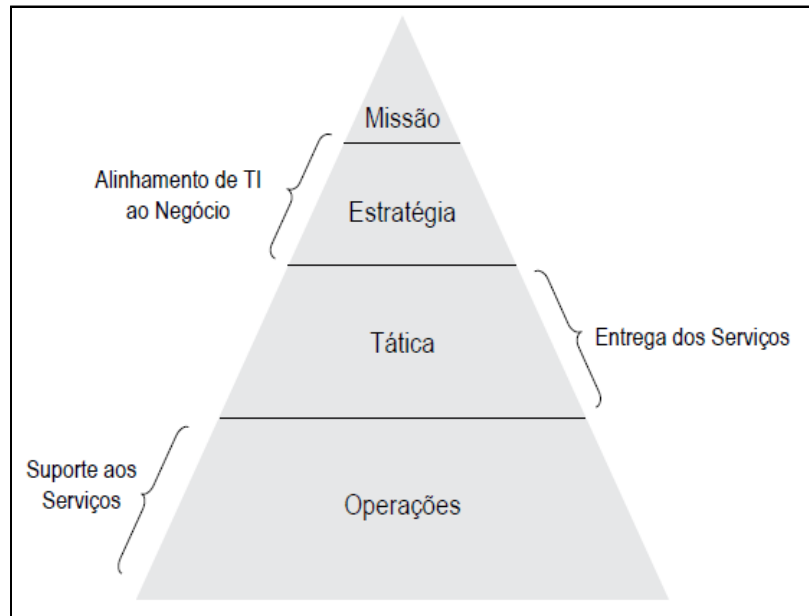 Missão
Alinhamento de TI
ao Negócio
Estratégia
Tática
Entrega dos Serviços
Suporte aos
Serviços
Operações